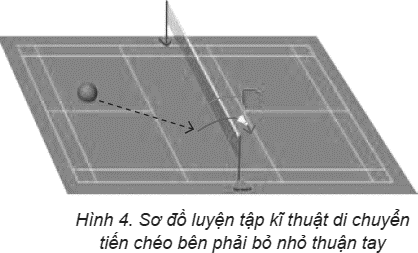 Hình 4. Sơ đồ luyện tập kĩ thuật di chuyển
tiến chéo bên phải bỏ nhỏ thuận tay